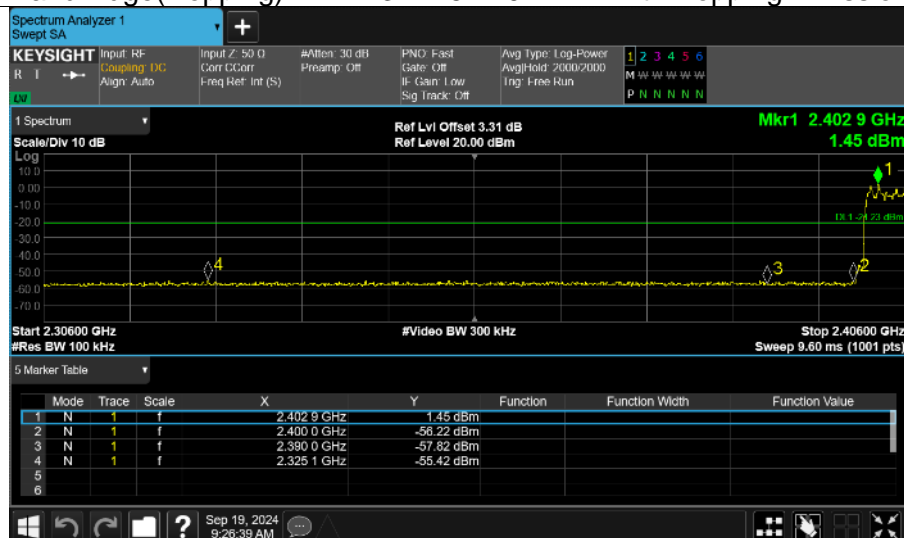 Spectrum Analyzer 1
Swept SA
+
KEYSIGHT Input: RF Input Z: 50 Ω #Atten: 30 dB PNO: Fast Avg Type: Log-Power 1 2 3 4 5 6
R T Coupling: DC Corr CCorr Preamp: Off Gate: Off Avg|Hold: 2000/2000 M W W W W W
Align: Auto Freq Ref: Int (S) IF Gain: Low Trig: Free Run
Sig Track: Off P N N N N N
LXI
1 Spectrum Ref Lvl Offset 3.31 dB Mkr1 2.402 9 GHz
Scale/Div 10 dB Ref Level 20.00 dBm 1.45 dBm
Log
10.0
0.00
-10.0
-20.0
-30.0
-40.0
-50.0
-60.0
-70.0
1
DL1 -24.23 dBm
4
3
2
Start 2.30600 GHz #Video BW 300 kHz Stop 2.40600 GHz
#Res BW 100 kHz Sweep 9.60 ms (1001 pts)
5 Marker Table
Mode Trace Scale X Y Function Function Width Function Value
1 N 1 f 2.402 9 GHz 1.45 dBm
2 N 1 f 2.400 0 GHz -56.22 dBm
3 N 1 f 2.390 0 GHz -57.82 dBm
4 N 1 f 2.325 1 GHz -55.42 dBm
5
6
? Sep 19, 2024
9:26:39 AM